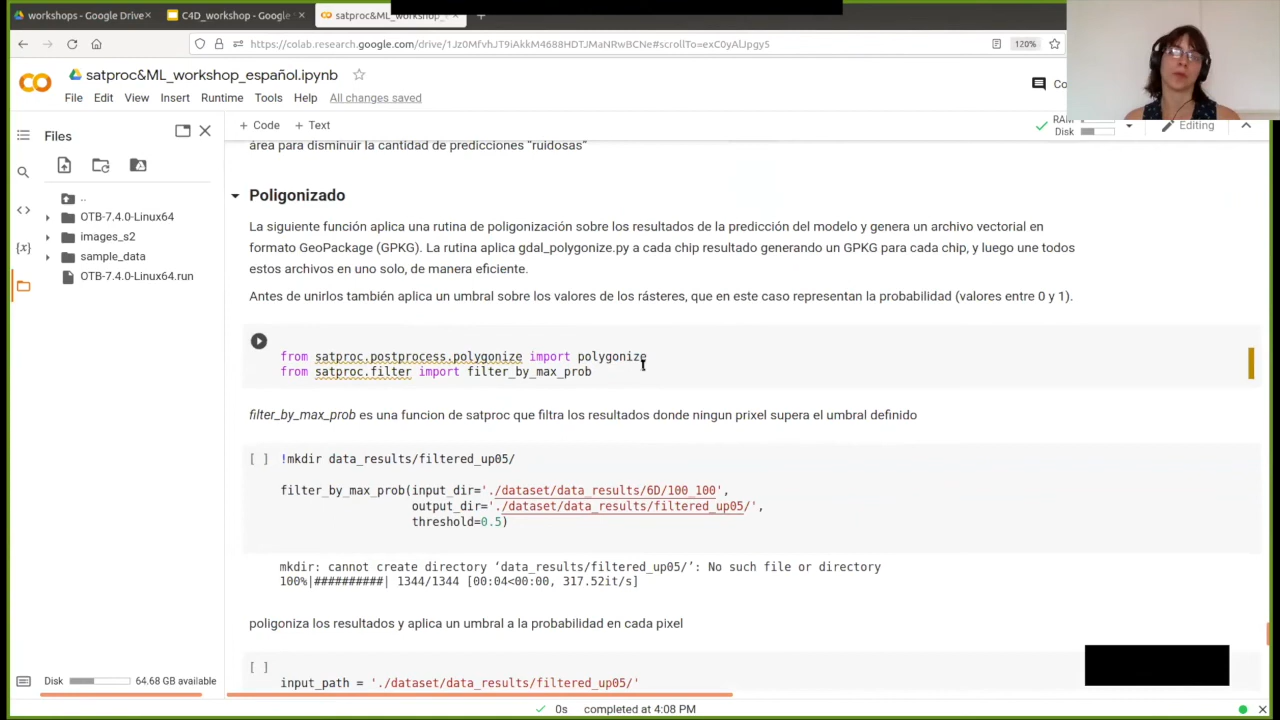 workshops - Google Drive
C4D_workshop - Google
satproc&ML_workshop_
https://colab.research.google.com/drive/1Jz0MfvhJT9iAkkM4688HDTJMaNRwBCNe#scrollTo=exC0yAlJpgy5
120%
satproc&ML_workshop_español.ipynb
File Edit View Insert Runtime Tools Help All changes saved
Co
Files
+ Code + Text
RAM
Disk
Editing
área para disminuir la cantidad de predicciones "ruidosas"
..
OTB-7.4.0-Linux64
images_s2
sample_data
OTB-7.4.0-Linux64.run
Poligonizado
La siguiente función aplica una rutina de poligonización sobre los resultados de la predicción del modelo y genera un archivo vectorial en
formato GeoPackage (GPKG). La rutina aplica gdal_polygonize.py a cada chip resultado generando un GPKG para cada chip, y luego une todos
estos archivos en uno solo, de manera eficiente.
Antes de unirlos también aplica un umbral sobre los valores de los rásteres, que en este caso representan la probabilidad (valores entre 0 y 1).
from satproc.postprocess.polygonize import polygonize
from satproc.filter import filter_by_max_prob
filter_by_max_prob es una funcion de satproc que filtra los resultados donde ningun prixel supera el umbral definido
[ ] !mkdir data_results/filtered_up05/
filter_by_max_prob(input_dir='./dataset/data_results/6D/100_100',
output_dir='./dataset/data_results/filtered_up05/',
threshold=0.5)
mkdir: cannot create directory ‘data_results/filtered_up05/’: No such file or directory
100%|##########| 1344/1344 [00:04<00:00, 317.52it/s]
poligoniza los resultados y aplica un umbral a la probabilidad en cada pixel
[ ]
input_path = './dataset/data_results/filtered_up05/'
Disk 64.68 GB available
0s completed at 4:08 PM